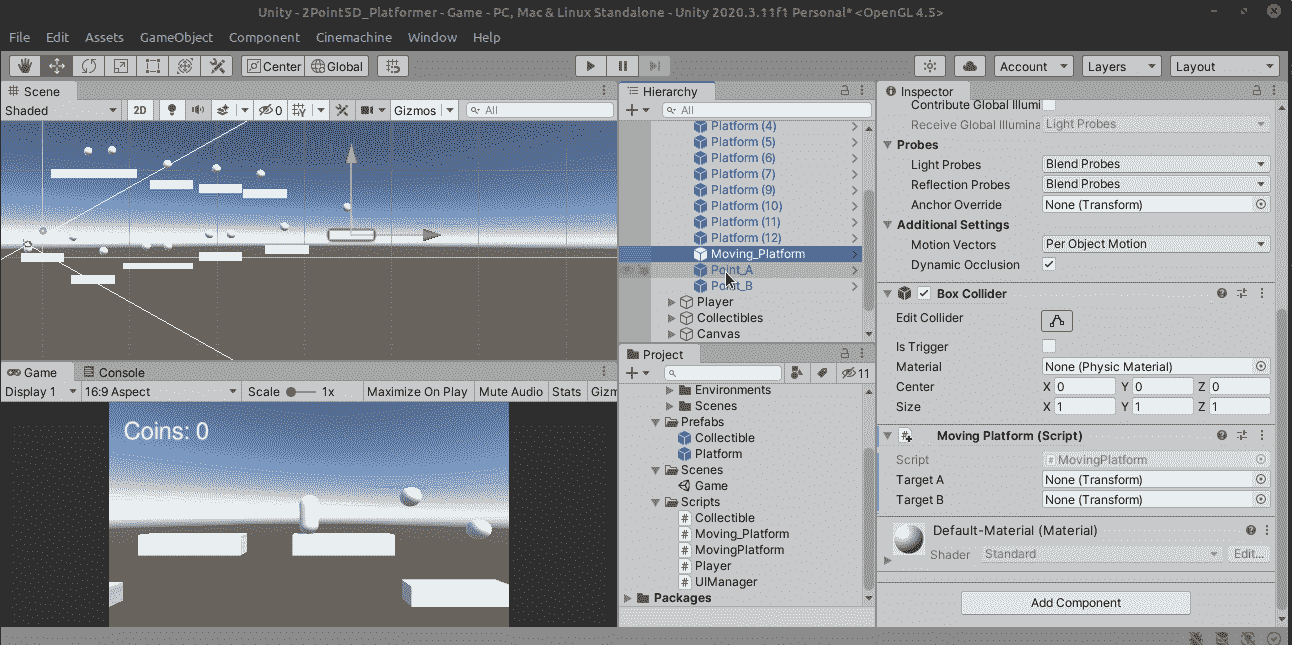 Unity - 2Point5D_Platformer - Game - PC, Mac & Linux Standalone - Unity 2020.3.11f1 Personal* <OpenGL 4.5>
File Edit Assets GameObject Component Cinemachine Window Help
Center Global Account Layers Layout
Scene
Shaded 2D 0 Gizmos All
Hierarchy
All
Platform (4)
Platform (5)
Platform (6)
Platform (7)
Platform (9)
Platform (10)
Platform (11)
Platform (12)
Moving_Platform
Point_A
Point_B
Player
Collectibles
Canvas
Game Console
Display 1 16:9 Aspect Scale 1x Maximize On Play Mute Audio Stats Gizm
Coins: 0
Project
11
Environments
Scenes
Prefabs
Collectible
Platform
Scenes
Game
Scripts
# Collectible
# Moving_Platform
# MovingPlatform
# Player
# UIManager
Packages
Inspector
Contribute Global Illumi
Receive Global Illumina Light Probes
Probes
Light Probes Blend Probes
Reflection Probes Blend Probes
Anchor Override None (Transform)
Additional Settings
Motion Vectors Per Object Motion
Dynamic Occlusion
Box Collider
Edit Collider
Is Trigger
Material None (Physic Material)
Center X 0 Y 0 Z 0
Size X 1 Y 1 Z 1
# Moving Platform (Script)
Script # MovingPlatform
Target A None (Transform)
Target B None (Transform)
Default-Material (Material)
Shader Standard Edit...
Add Component